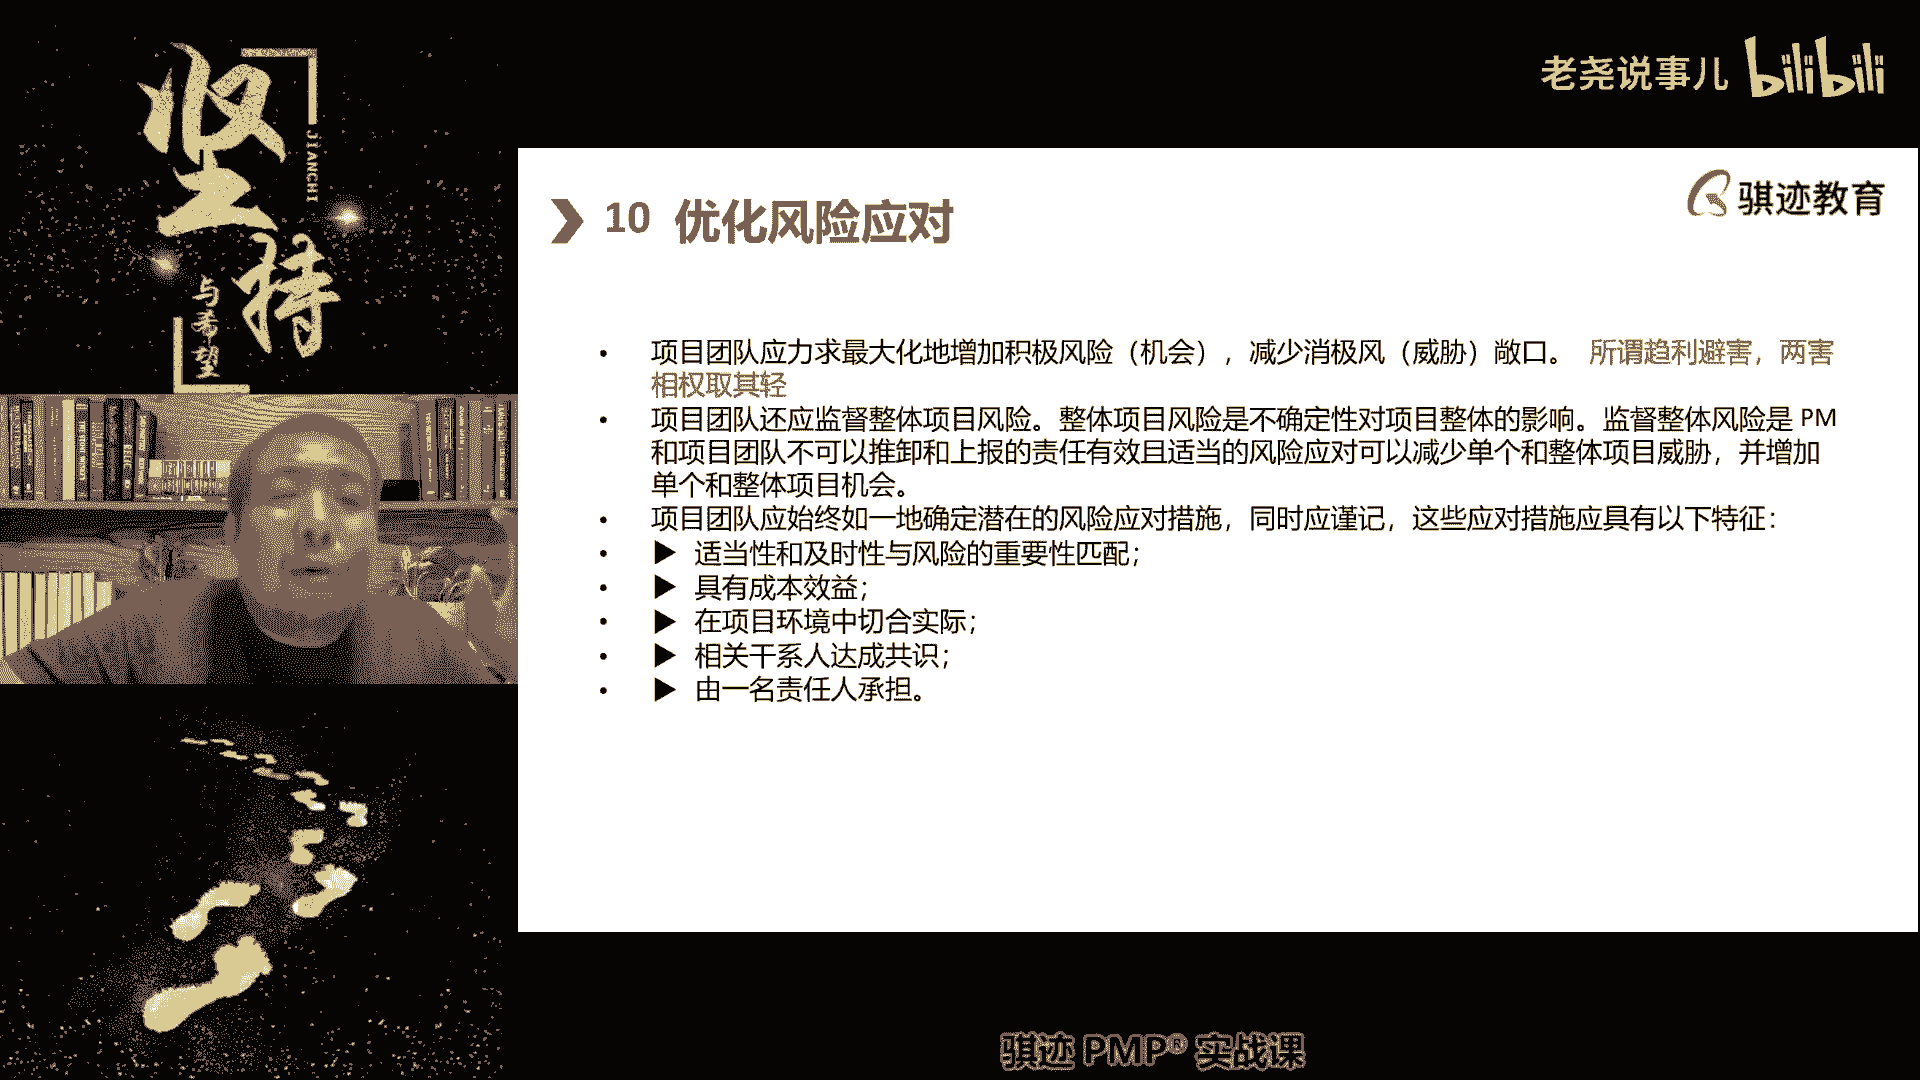 坚持
JIANCHI
与希望
老尧说事儿 bilibili
骐迹教育
10 优化风险应对
• 项目团队应力求最大化地增加积极风险（机会），减少消极风（威胁）敞口。 所谓趋利避害，两害
相权取其轻
• 项目团队还应监督整体项目风险。整体项目风险是不确定性对项目整体的影响。监督整体风险是 PM
和项目团队不可以推卸和上报的责任有效且适当的风险应对可以减少单个和整体项目威胁，并增加
单个和整体项目机会。
• 项目团队应始终如一地确定潜在的风险应对措施，同时应谨记，这些应对措施应具有以下特征：
• ▶ 适当性和及时性与风险的重要性匹配；
• ▶ 具有成本效益；
• ▶ 在项目环境中切合实际；
• ▶ 相关干系人达成共识；
• ▶ 由一名责任人承担。
骐迹 PMP® 实战课